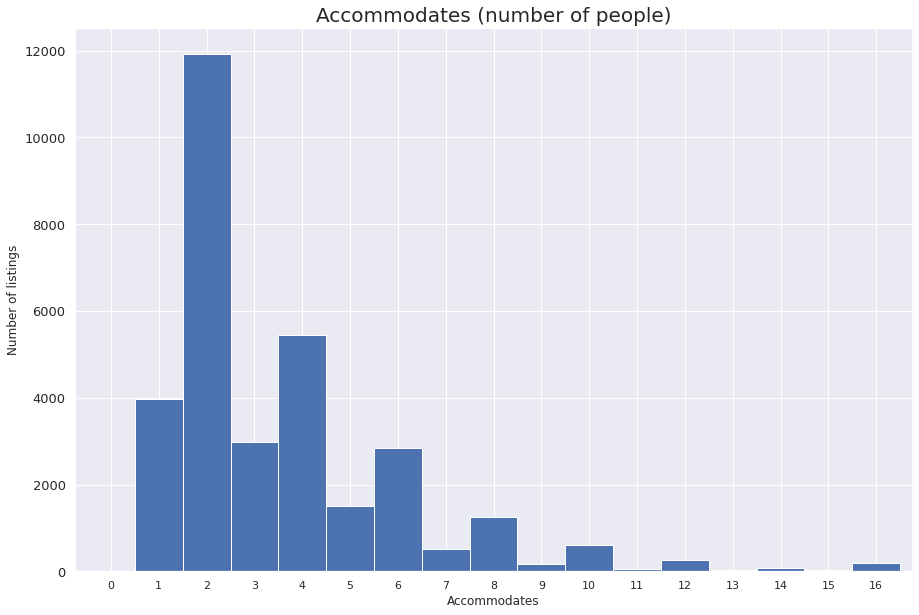 Accommodates (number of people)
12000
10000
8000
6000
4000
2000
0
Number of listings
0 1 2 3 4 5 6 7 8 9 10 11 12 13 14 15 16
Accommodates